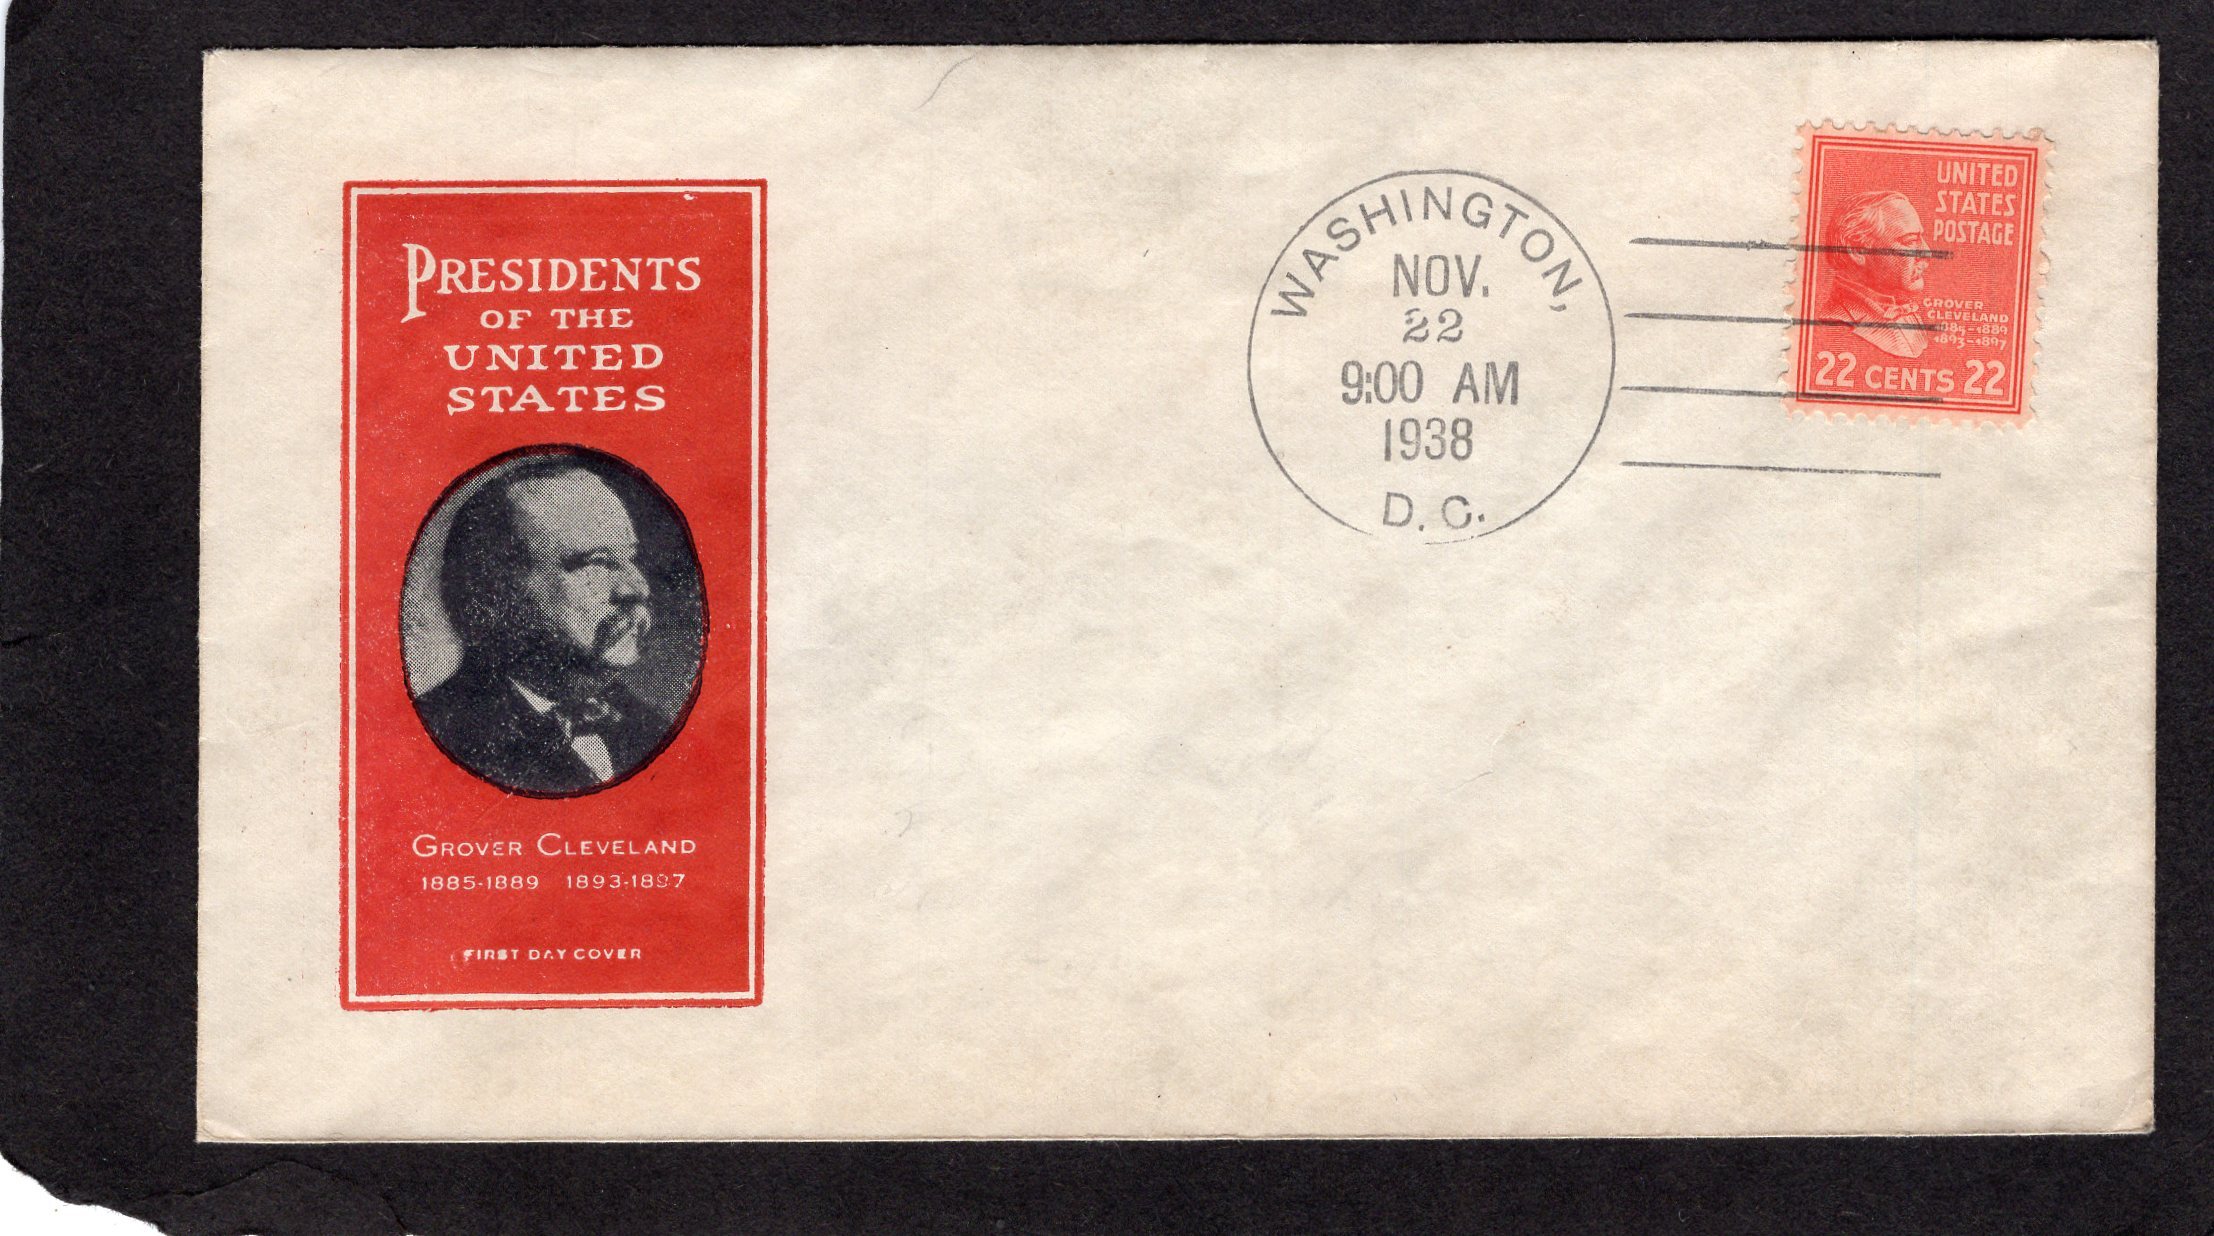 PRESIDENTS
OF THE
UNITED
STATES
GROVER CLEVELAND
1885-1889 1893-1897
FIRST DAY COVER
WASHINGTON,
NOV.
22
9:00 AM
1938
D. C.
UNITED
STATES
POSTAGE
GROVER
CLEVELAND
1885-1889
1893-1897
22 CENTS 22